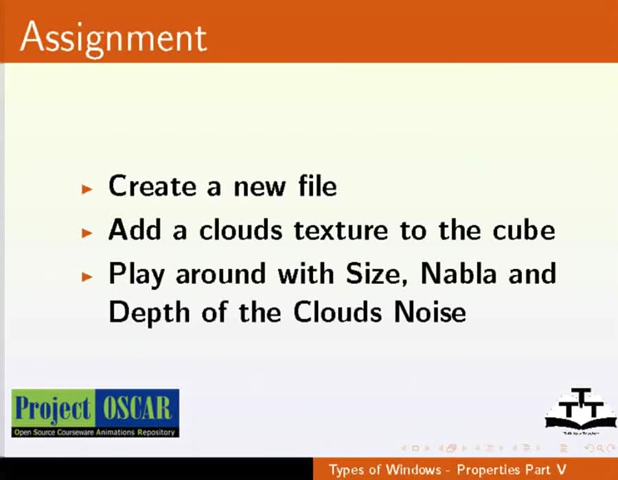 Assignment
Create a new file
Add a clouds texture to the cube
Play around with Size, Nabla and
Depth of the Clouds Noise
Project OSCAR
Open Source Courseware Animations Repository
TTT
Types of Windows - Properties Part V